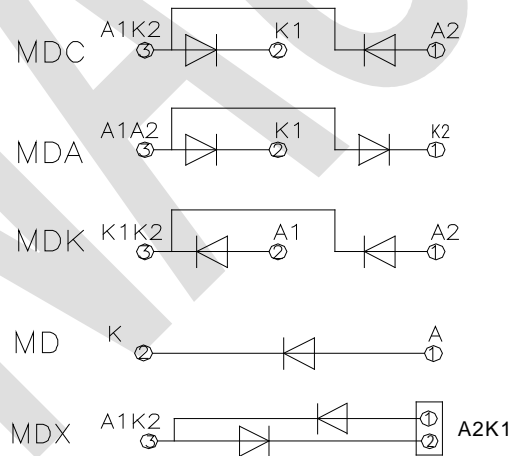 MDC A1K2 3 K1 2 A2 1
MDA A1A2 3 K1 2 K2 1
MDK K1K2 3 A1 2 A2 1
MD K 2 A 1
MDX A1K2 3 1 2 A2K1